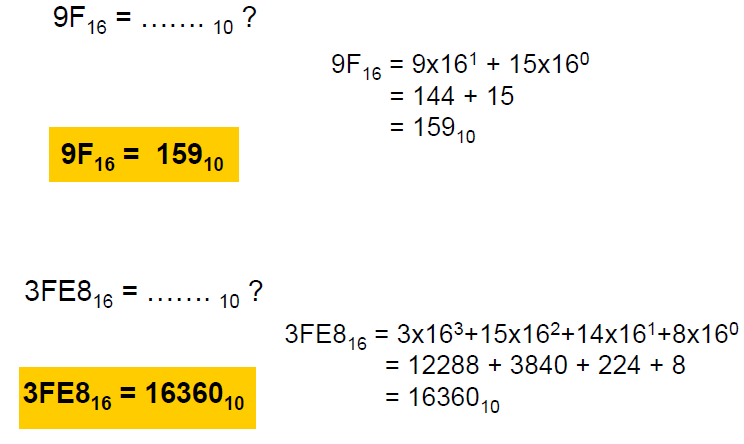 9F₁₆ = ....... ₁₀ ?
9F₁₆ = 9x16¹ + 15x16⁰
= 144 + 15
= 159₁₀
9F₁₆ = 159₁₀
3FE8₁₆ = ....... ₁₀ ?
3FE8₁₆ = 3x16³+15x16²+14x16¹+8x16⁰
= 12288 + 3840 + 224 + 8
= 16360₁₀
3FE8₁₆ = 16360₁₀